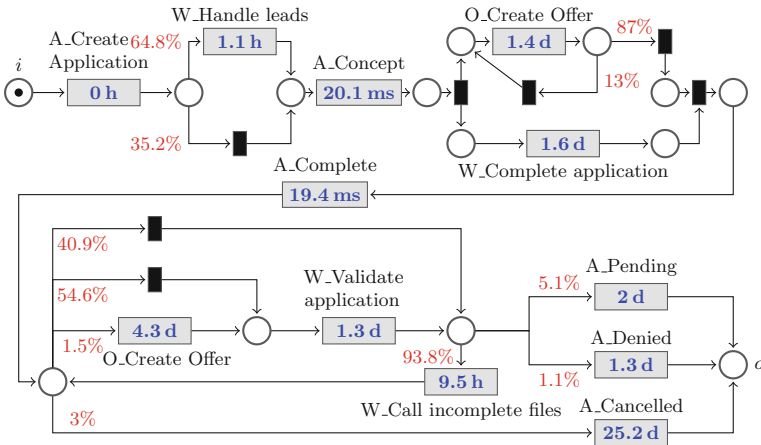 W_Handle leads
O_Create Offer
64.8%
1.1 h
1.4 d
87%
A_Create
Application
i
A_Concept
0 h
20.1 ms
13%
35.2%
1.6 d
W_Complete application
A_Complete
19.4 ms
40.9%
54.6%
W_Validate
application
A_Pending
5.1%
2 d
4.3 d
1.3 d
1.5%
O_Create Offer
93.8%
A_Denied
1.3 d
o
1.1%
9.5 h
W_Call incomplete files
A_Cancelled
3%
25.2 d